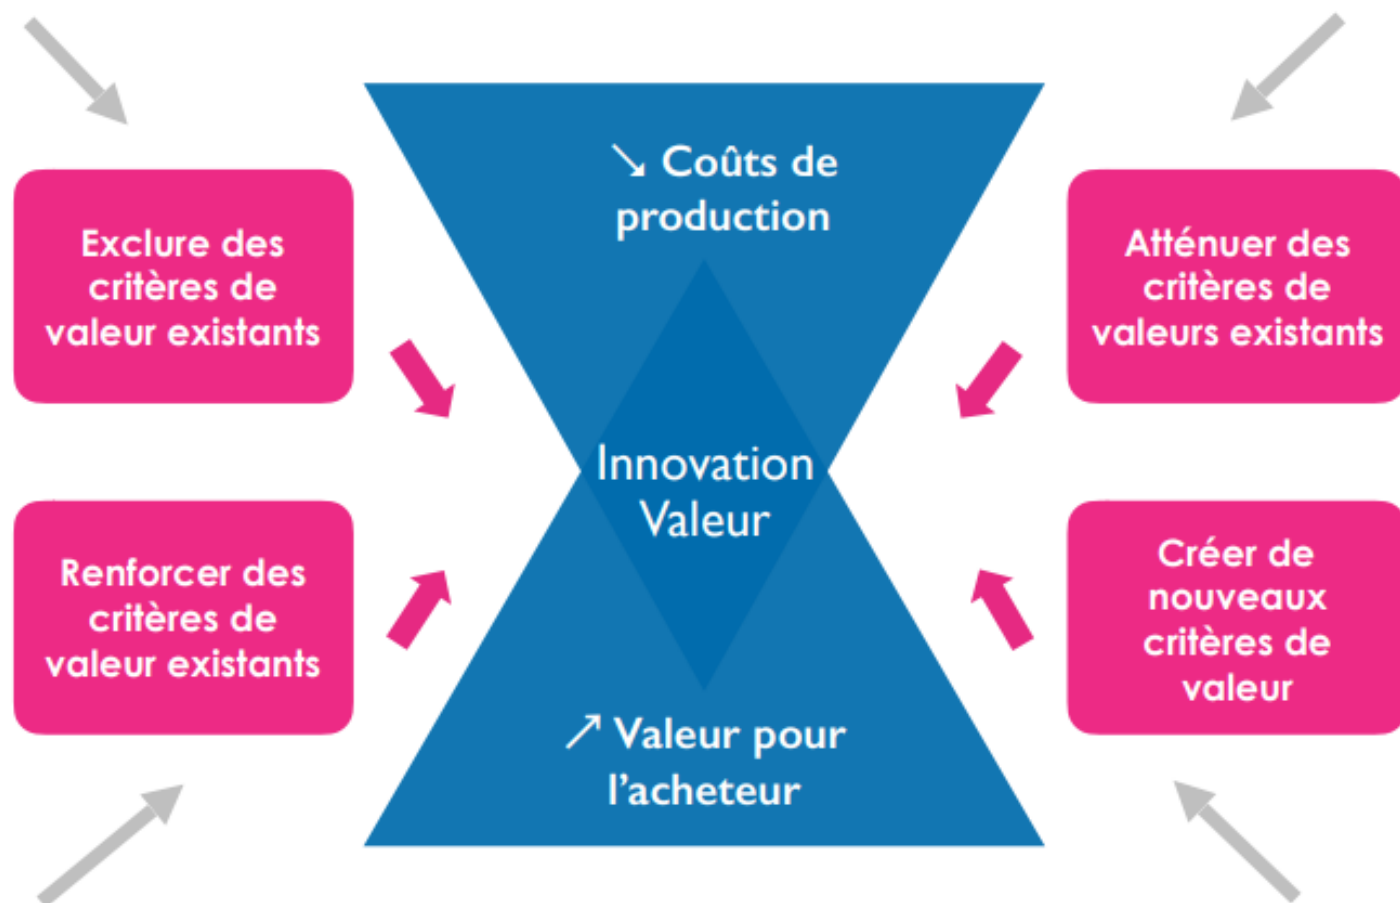 Exclure des
critères de
valeur existants
Renforcer des
critères de
valeur existants
↘ Coûts de
production
Innovation
Valeur
↗ Valeur pour
l’acheteur
Atténuer des
critères de
valeurs existants
Créer de
nouveaux
critères de
valeur